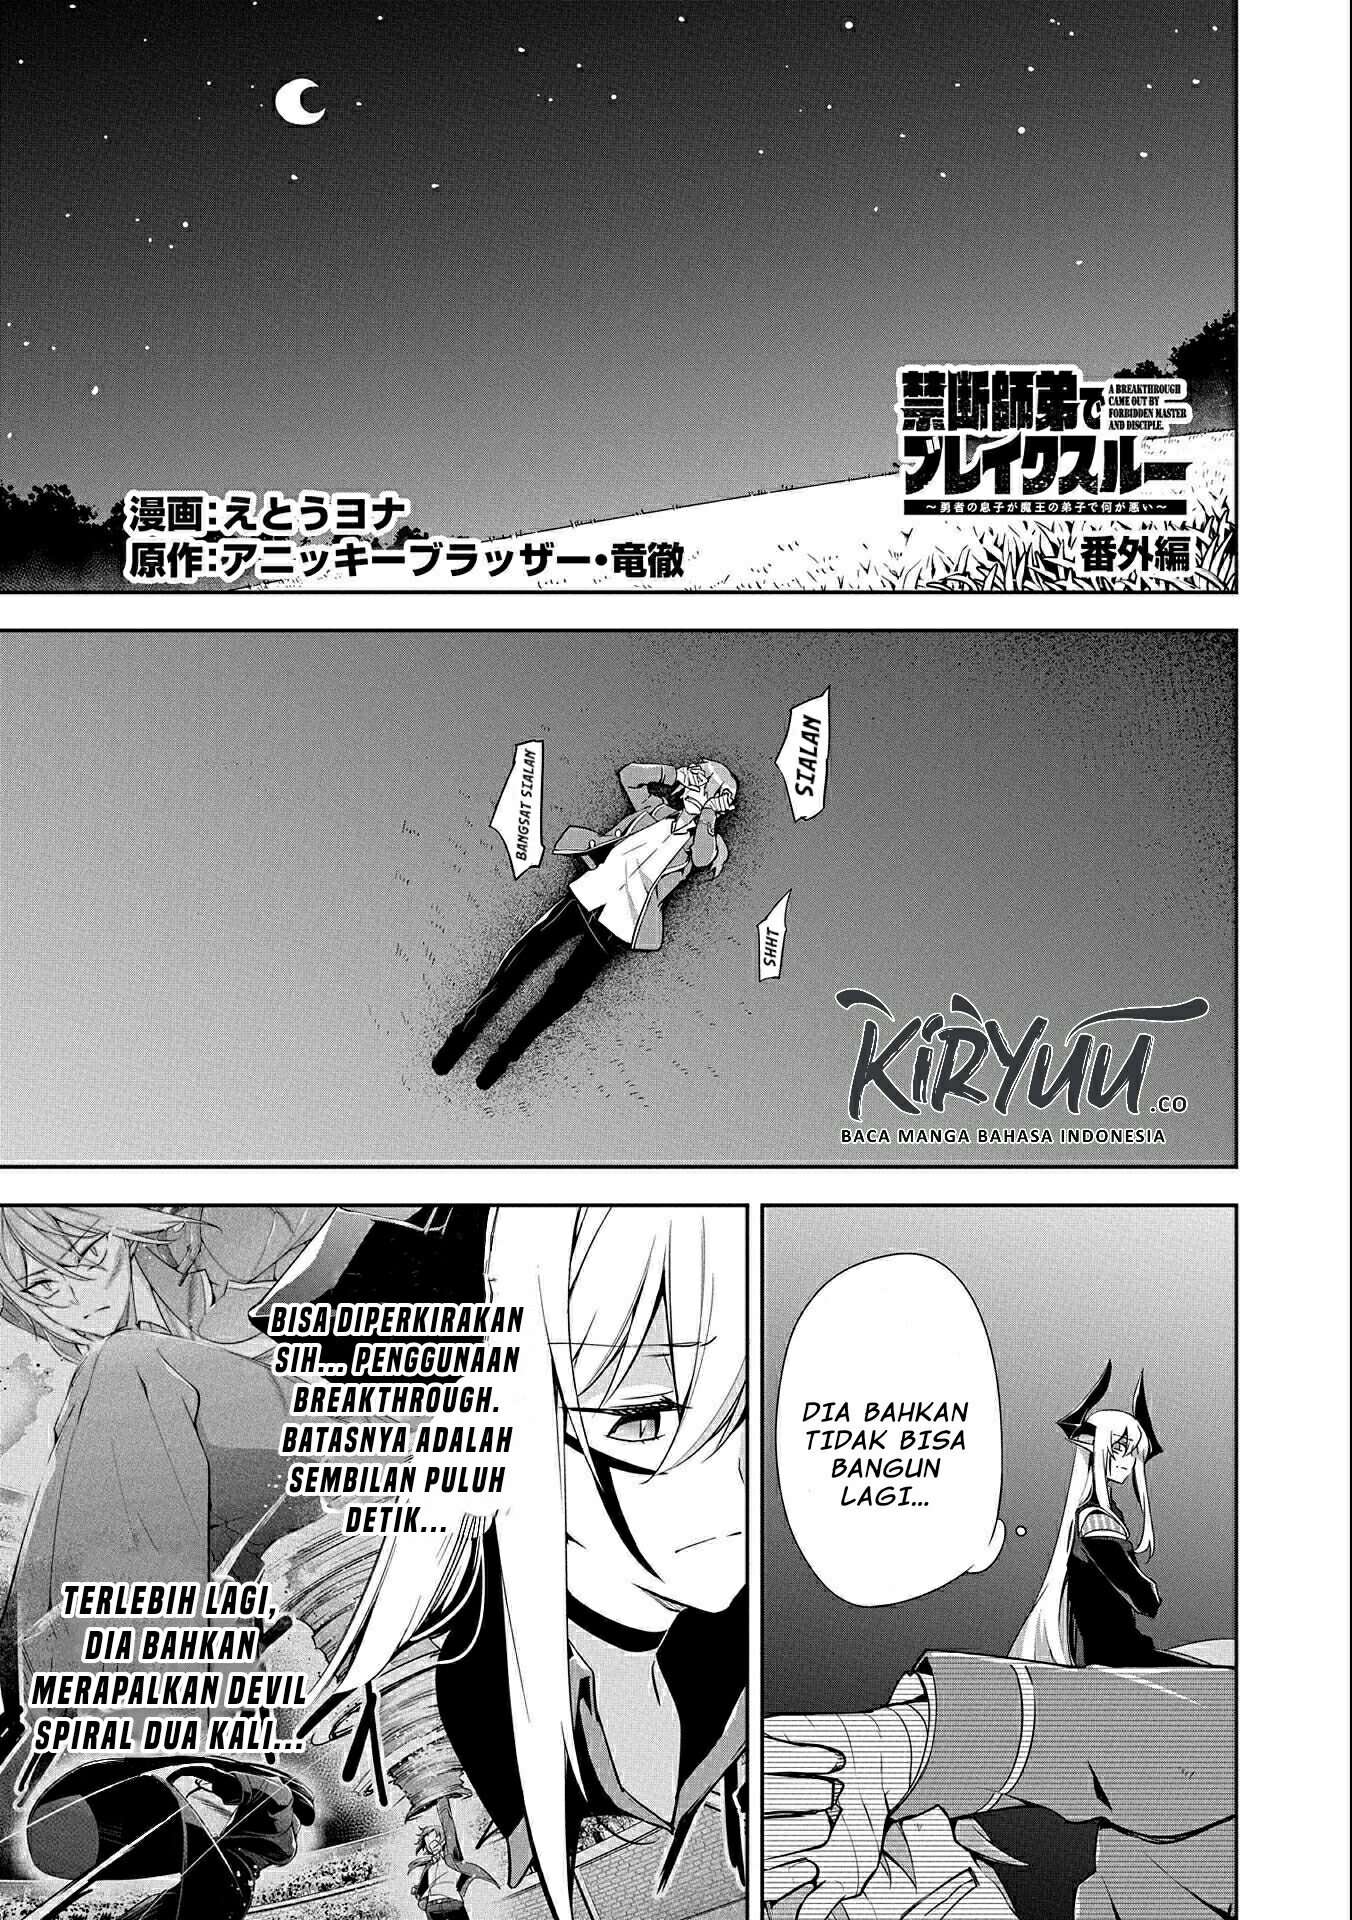 禁断師弟で
ブレイクスルー
A BREAKTHROUGH
CAME OUT BY
FORBIDDEN MASTER
AND DISCIPLE.
～勇者の息子が魔王の弟子で何が悪い～
番外編
漫画：えとうヨナ
原作：アニッキーブラッザー・竜徹
SIALAN
BANGSAT SIALAN
SHHT
KIRYUU.CO
BACA MANGA BAHASA INDONESIA
DIA BAHKAN
TIDAK BISA
BANGUN
LAGI...
BISA DIPERKIRAKAN
SIH... PENGGUNAAN
BREAKTHROUGH.
BATASNYA ADALAH
SEMBILAN PULUH
DETIK...
TERLEBIH LAGI,
DIA BAHKAN
MERAPALKAN DEVIL
SPIRAL DUA KALI...